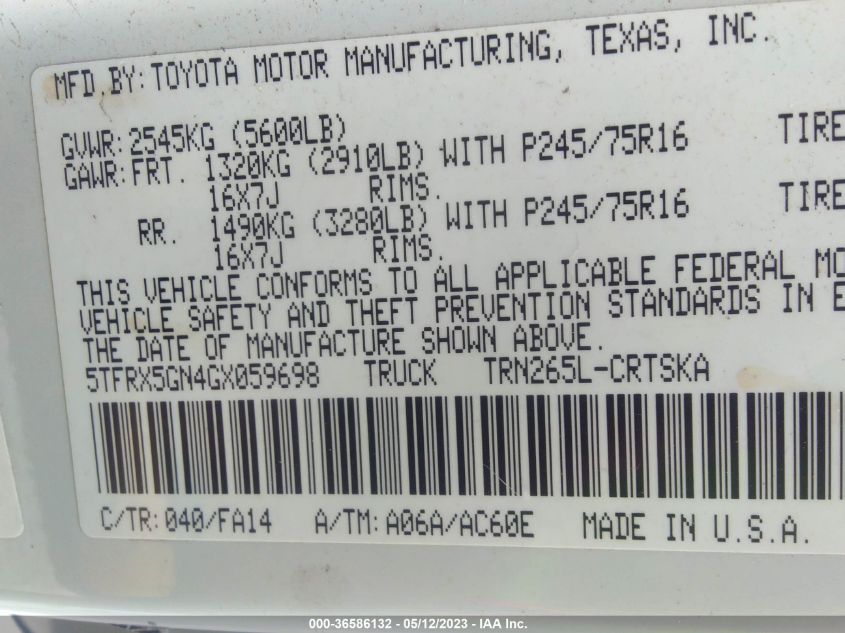 MFD.BY:TOYOTA MOTOR MANUFACTURING, TEXAS, INC.
GVWR:2545KG (5600LB)
GAWR:FRT. 1320KG (2910LB) WITH P245/75R16 TIRE
16X7J RIMS.
RR. 1490KG (3280LB) WITH P245/75R16 TIRE
16X7J RIMS.
THIS VEHICLE CONFORMS TO ALL APPLICABLE FEDERAL MO
VEHICLE SAFETY AND THEFT PREVENTION STANDARDS IN E
THE DATE OF MANUFACTURE SHOWN ABOVE.
5TFRX5GN4GX059698 TRUCK TRN265L-CRTSKA
C/TR:040/FA14 A/TM:A06A/AC60E MADE IN U.S.A.
000-36586132 - 05/12/2023 - IAA Inc.